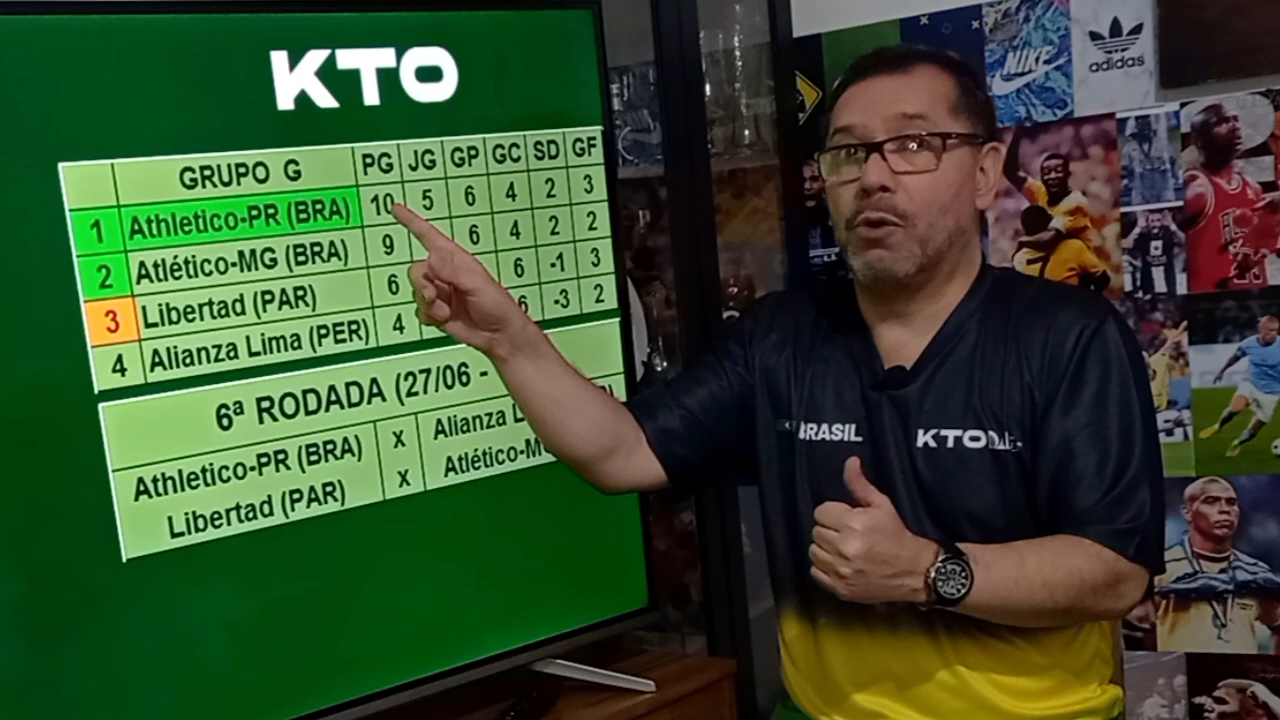 KTO
GRUPO G PG JG GP GC SD GF
1 Athletico-PR (BRA) 10 5 6 4 2 3
2 Atlético-MG (BRA) 9 6 4 2 2
3 Libertad (PAR) 6 6 -1 3
4 Alianza Lima (PER) 4 6 -3 2
6ª RODADA (27/06 -
Athletico-PR (BRA) x Alianza L
Libertad (PAR) x Atlético-M
BRASIL KTO
NIKE
adidas